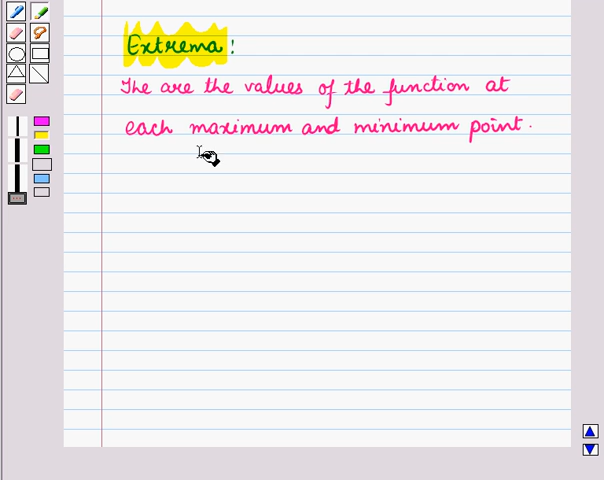 Extrema:
The are the values of the function at
each maximum and minimum point.